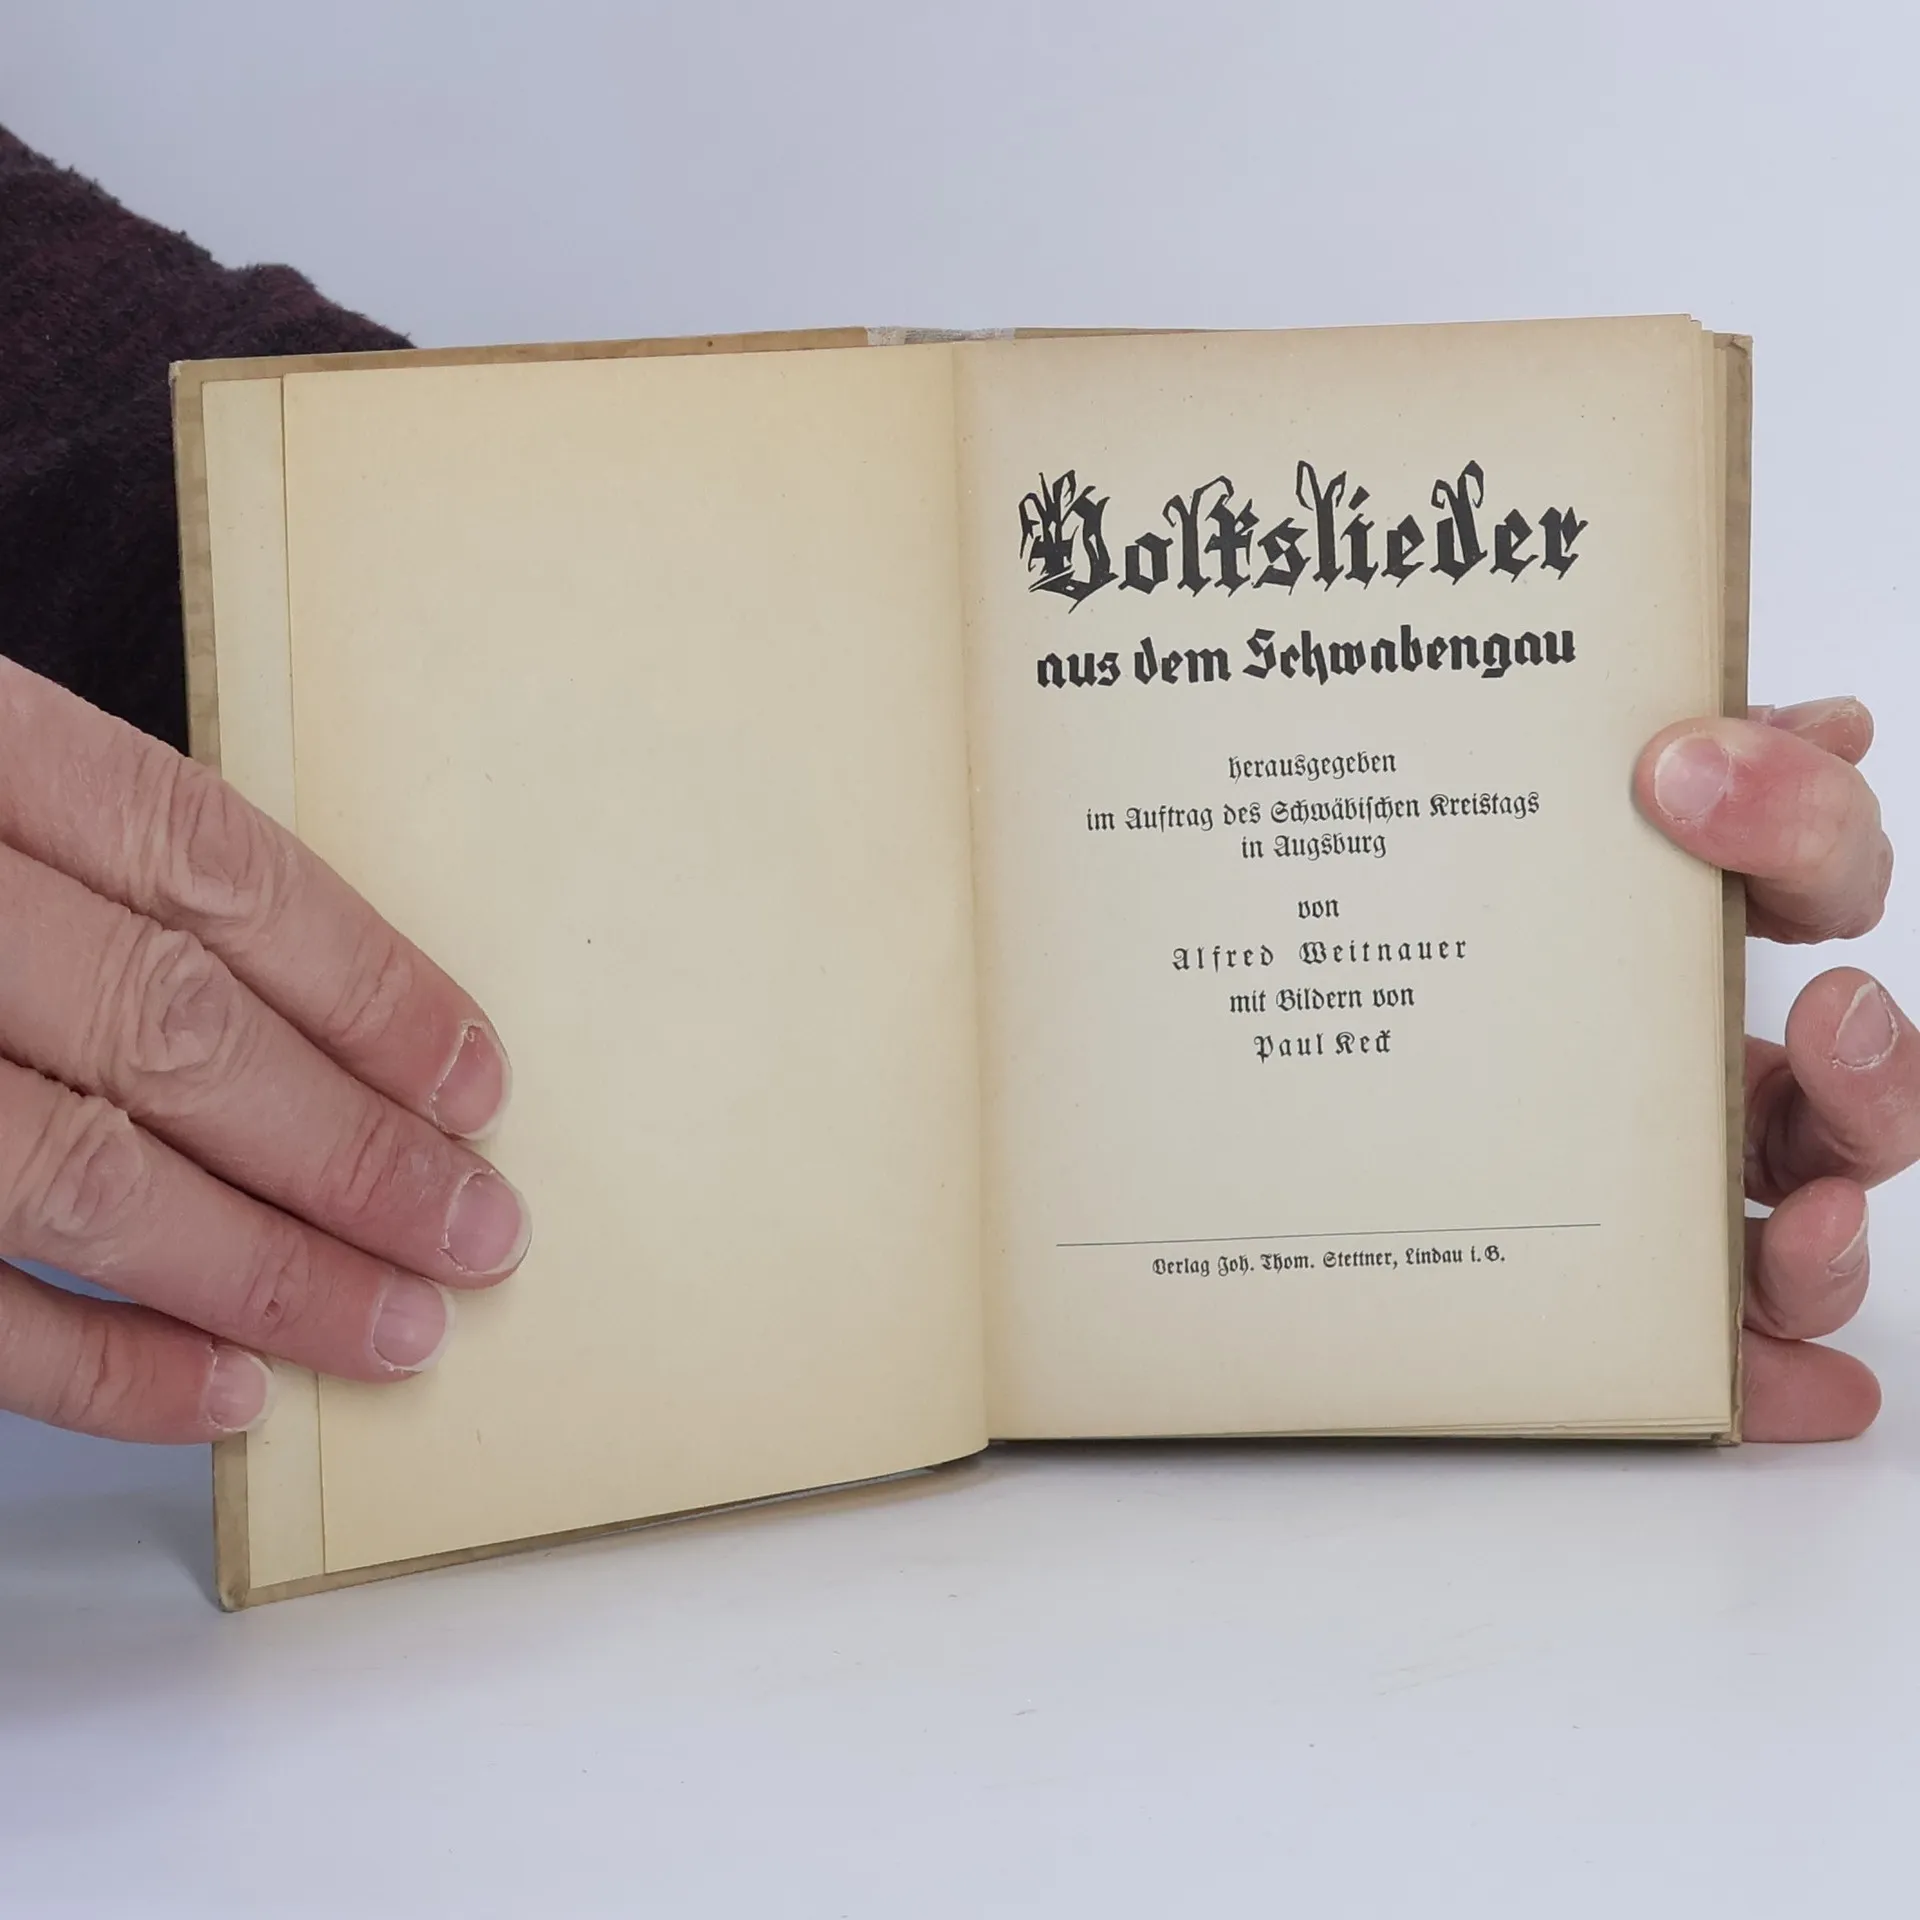 Volkslieder
aus dem Schwabengau
herausgegeben
im Auftrag des Schwäbischen Kreistags
in Augsburg
von
Alfred Weitnauer
mit Bildern von
Paul Keck
Verlag Joh. Thom. Stettner, Lindau i. B.